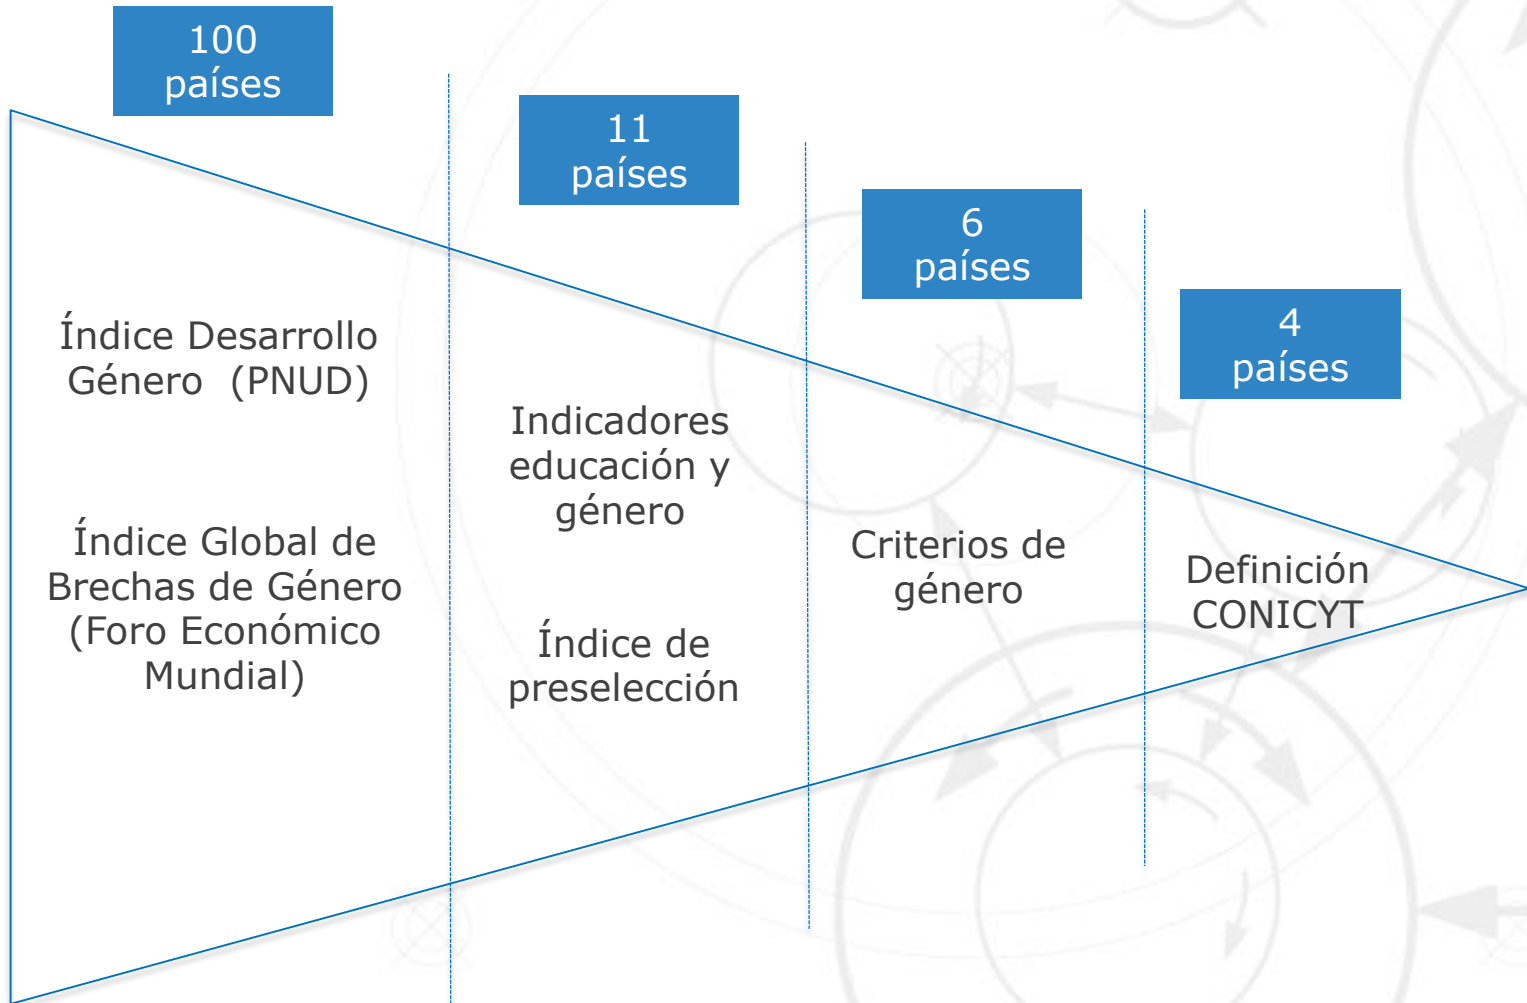 100
países
Índice Desarrollo
Género (PNUD)
Índice Global de
Brechas de Género
(Foro Económico
Mundial)
11
países
Indicadores
educación y
género
Índice de
preselección
6
países
Criterios de
género
4
países
Definición
CONICYT